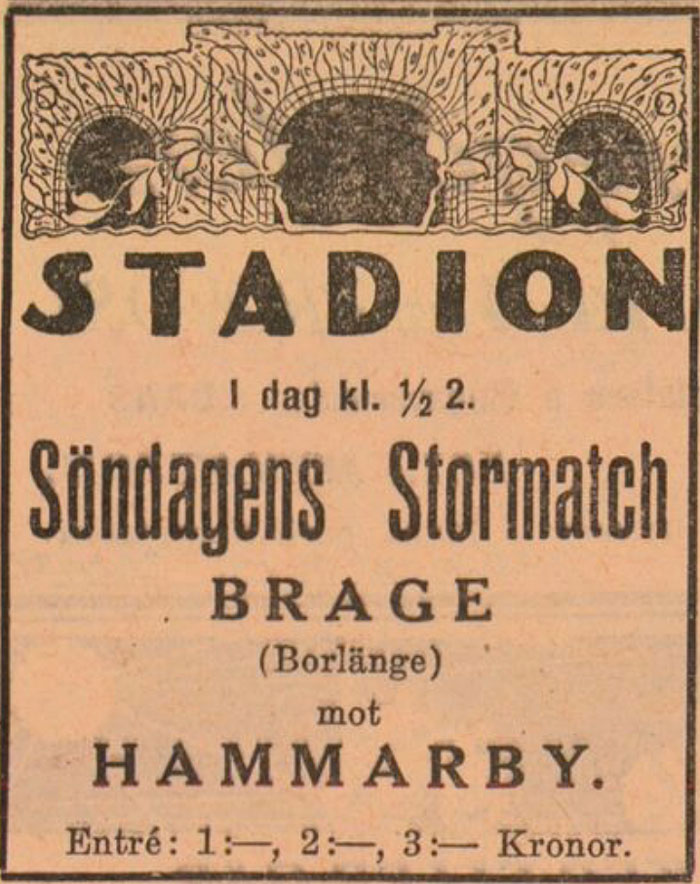 STADION
I dag kl. ½ 2.
Söndagens Stormatch
BRAGE
(Borlänge)
mot
HAMMARBY.
Entré: 1:—, 2:—, 3:— Kronor.